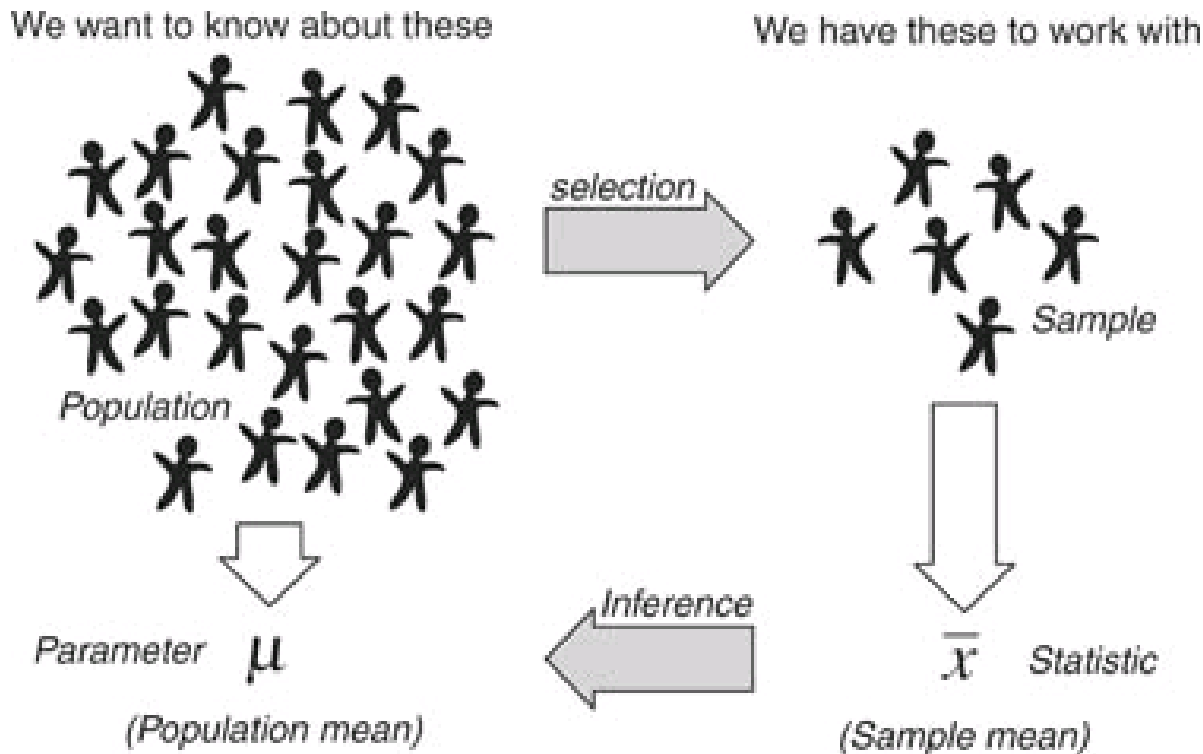 We want to know about these
We have these to work with
selection
Sample
Population
Inference
Parameter μ
x̅ Statistic
(Population mean)
(Sample mean)